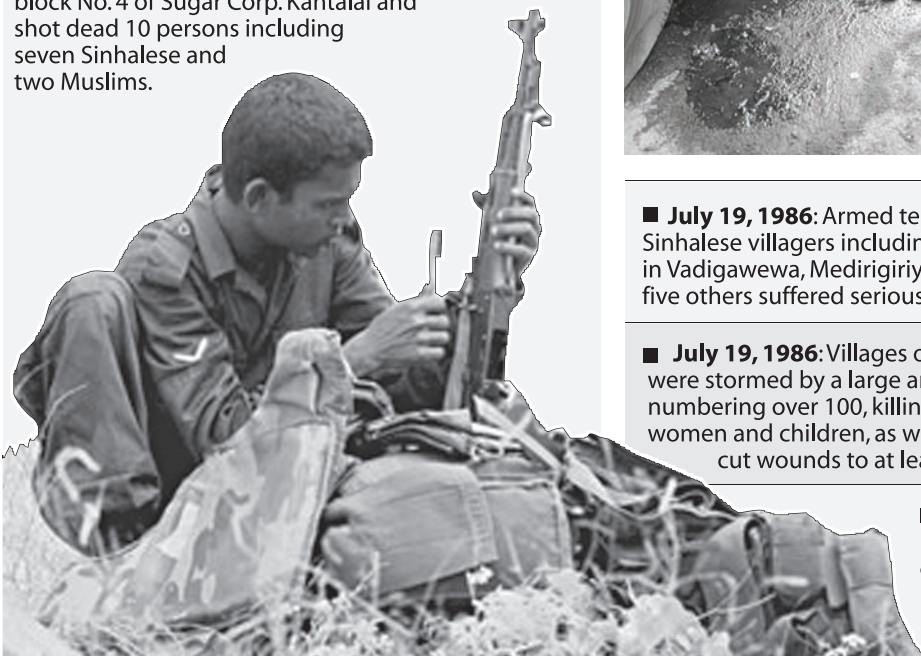 block No. 4 of Sugar Corp. Kantalai and
shot dead 10 persons including
seven Sinhalese and
two Muslims.
■ July 19, 1986: Armed te
Sinhalese villagers includin
in Vadigawewa, Medirigiriy
five others suffered serious
■ July 19, 1986: Villages
were stormed by a large a
numbering over 100, killin
women and children, as w
cut wounds to at lea